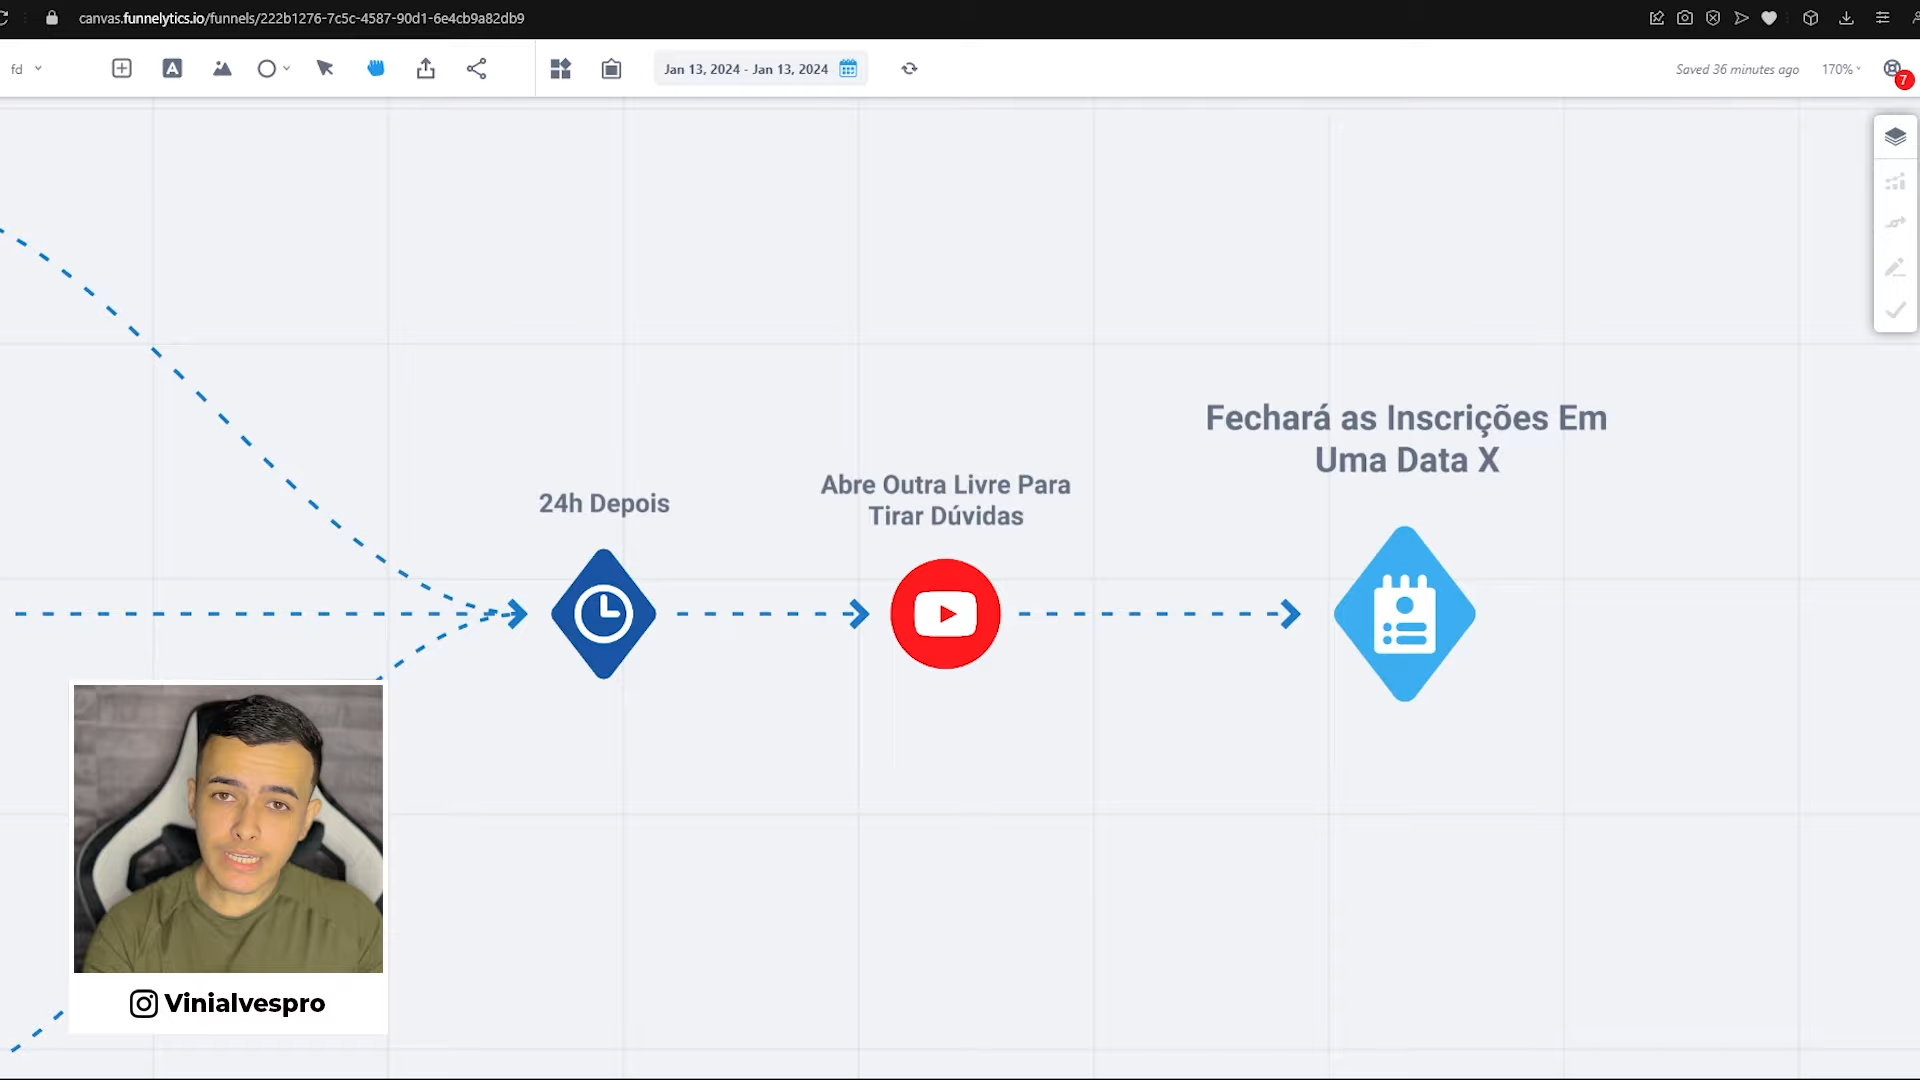 canvas.funnelytics.io/funnels/222b1276-7c5c-4587-90d1-6e4cb9a82db9
fd
A
Jan 13, 2024 - Jan 13, 2024
Saved 36 minutes ago
170%
7
Fechará as Inscrições Em
Uma Data X
Abre Outra Livre Para
Tirar Dúvidas
24h Depois
Vinialvespro